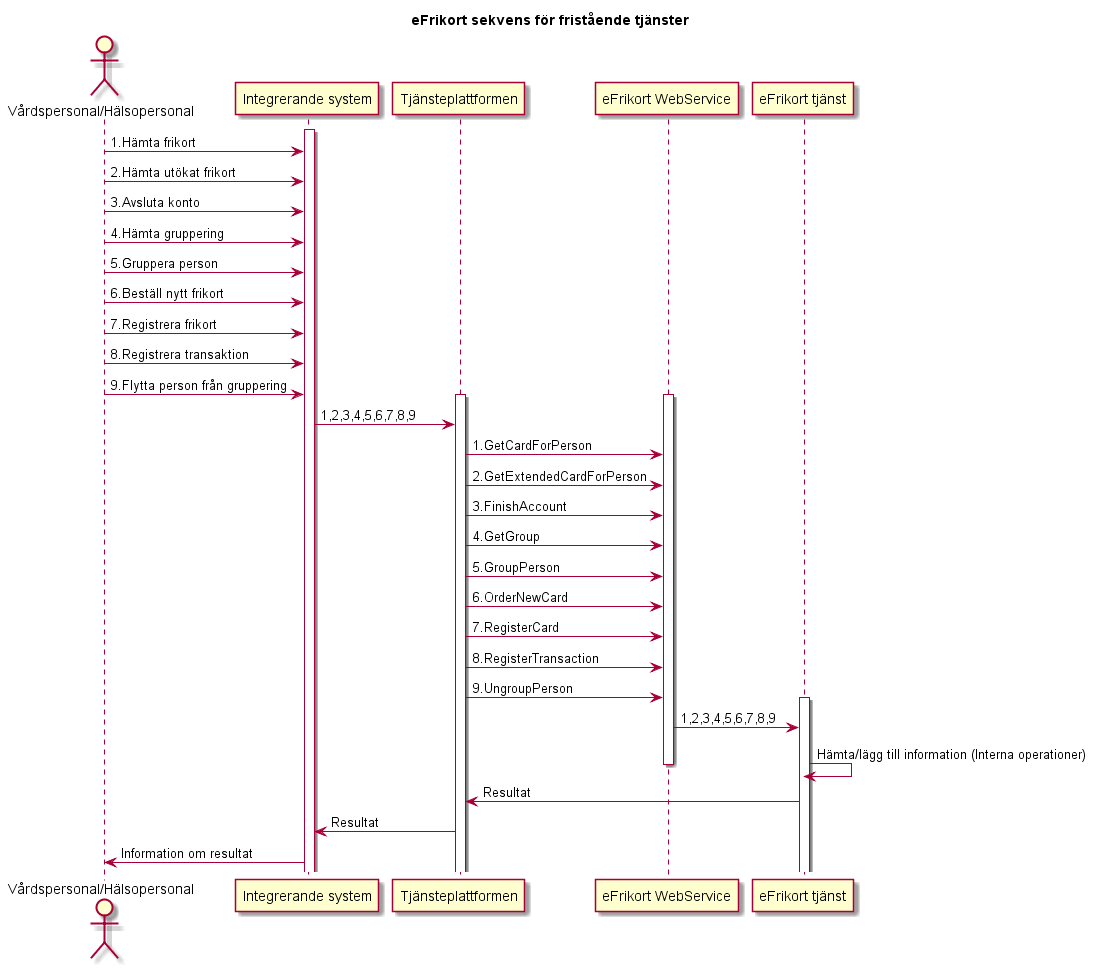 eFrikort sekvens för fristående tjänster
Vårdspersonal/Hälsopersonal
Integrerande system
Tjänsteplattformen
eFrikort WebService
eFrikort tjänst
1.Hämta frikort
2.Hämta utökat frikort
3.Avsluta konto
4.Hämta gruppering
5.Gruppera person
6.Beställ nytt frikort
7.Registrera frikort
8.Registrera transaktion
9.Flytta person från gruppering
1,2,3,4,5,6,7,8,9
1.GetCardForPerson
2.GetExtendedCardForPerson
3.FinishAccount
4.GetGroup
5.GroupPerson
6.OrderNewCard
7.RegisterCard
8.RegisterTransaction
9.UngroupPerson
1,2,3,4,5,6,7,8,9
Hämta/lägg till information (Interna operationer)
Resultat
Resultat
Information om resultat
Vårdspersonal/Hälsopersonal
Integrerande system
Tjänsteplattformen
eFrikort WebService
eFrikort tjänst